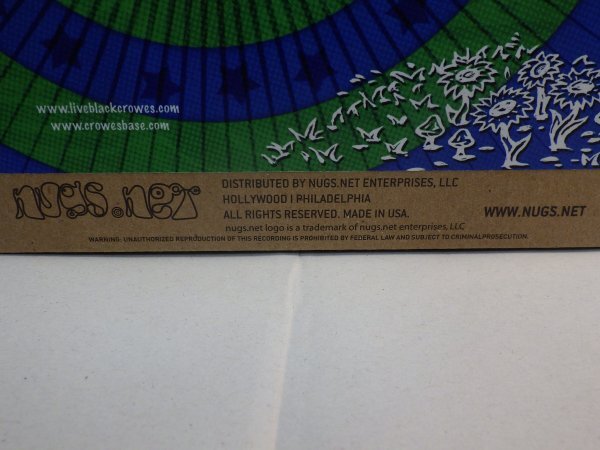 www.liveblackcrowes.com
www.crowesbase.com
nugs.net
DISTRIBUTED BY NUGS.NET ENTERPRISES, LLC
HOLLYWOOD | PHILADELPHIA
ALL RIGHTS RESERVED. MADE IN USA.
nugs.net logo is a trademark of nugs.net enterprises, LLC
WWW.NUGS.NET
WARNING: UNAUTHORIZED REPRODUCTION OF THIS RECORDING IS PROHIBITED BY FEDERAL LAW AND SUBJECT TO CRIMINALPROSECUTION.